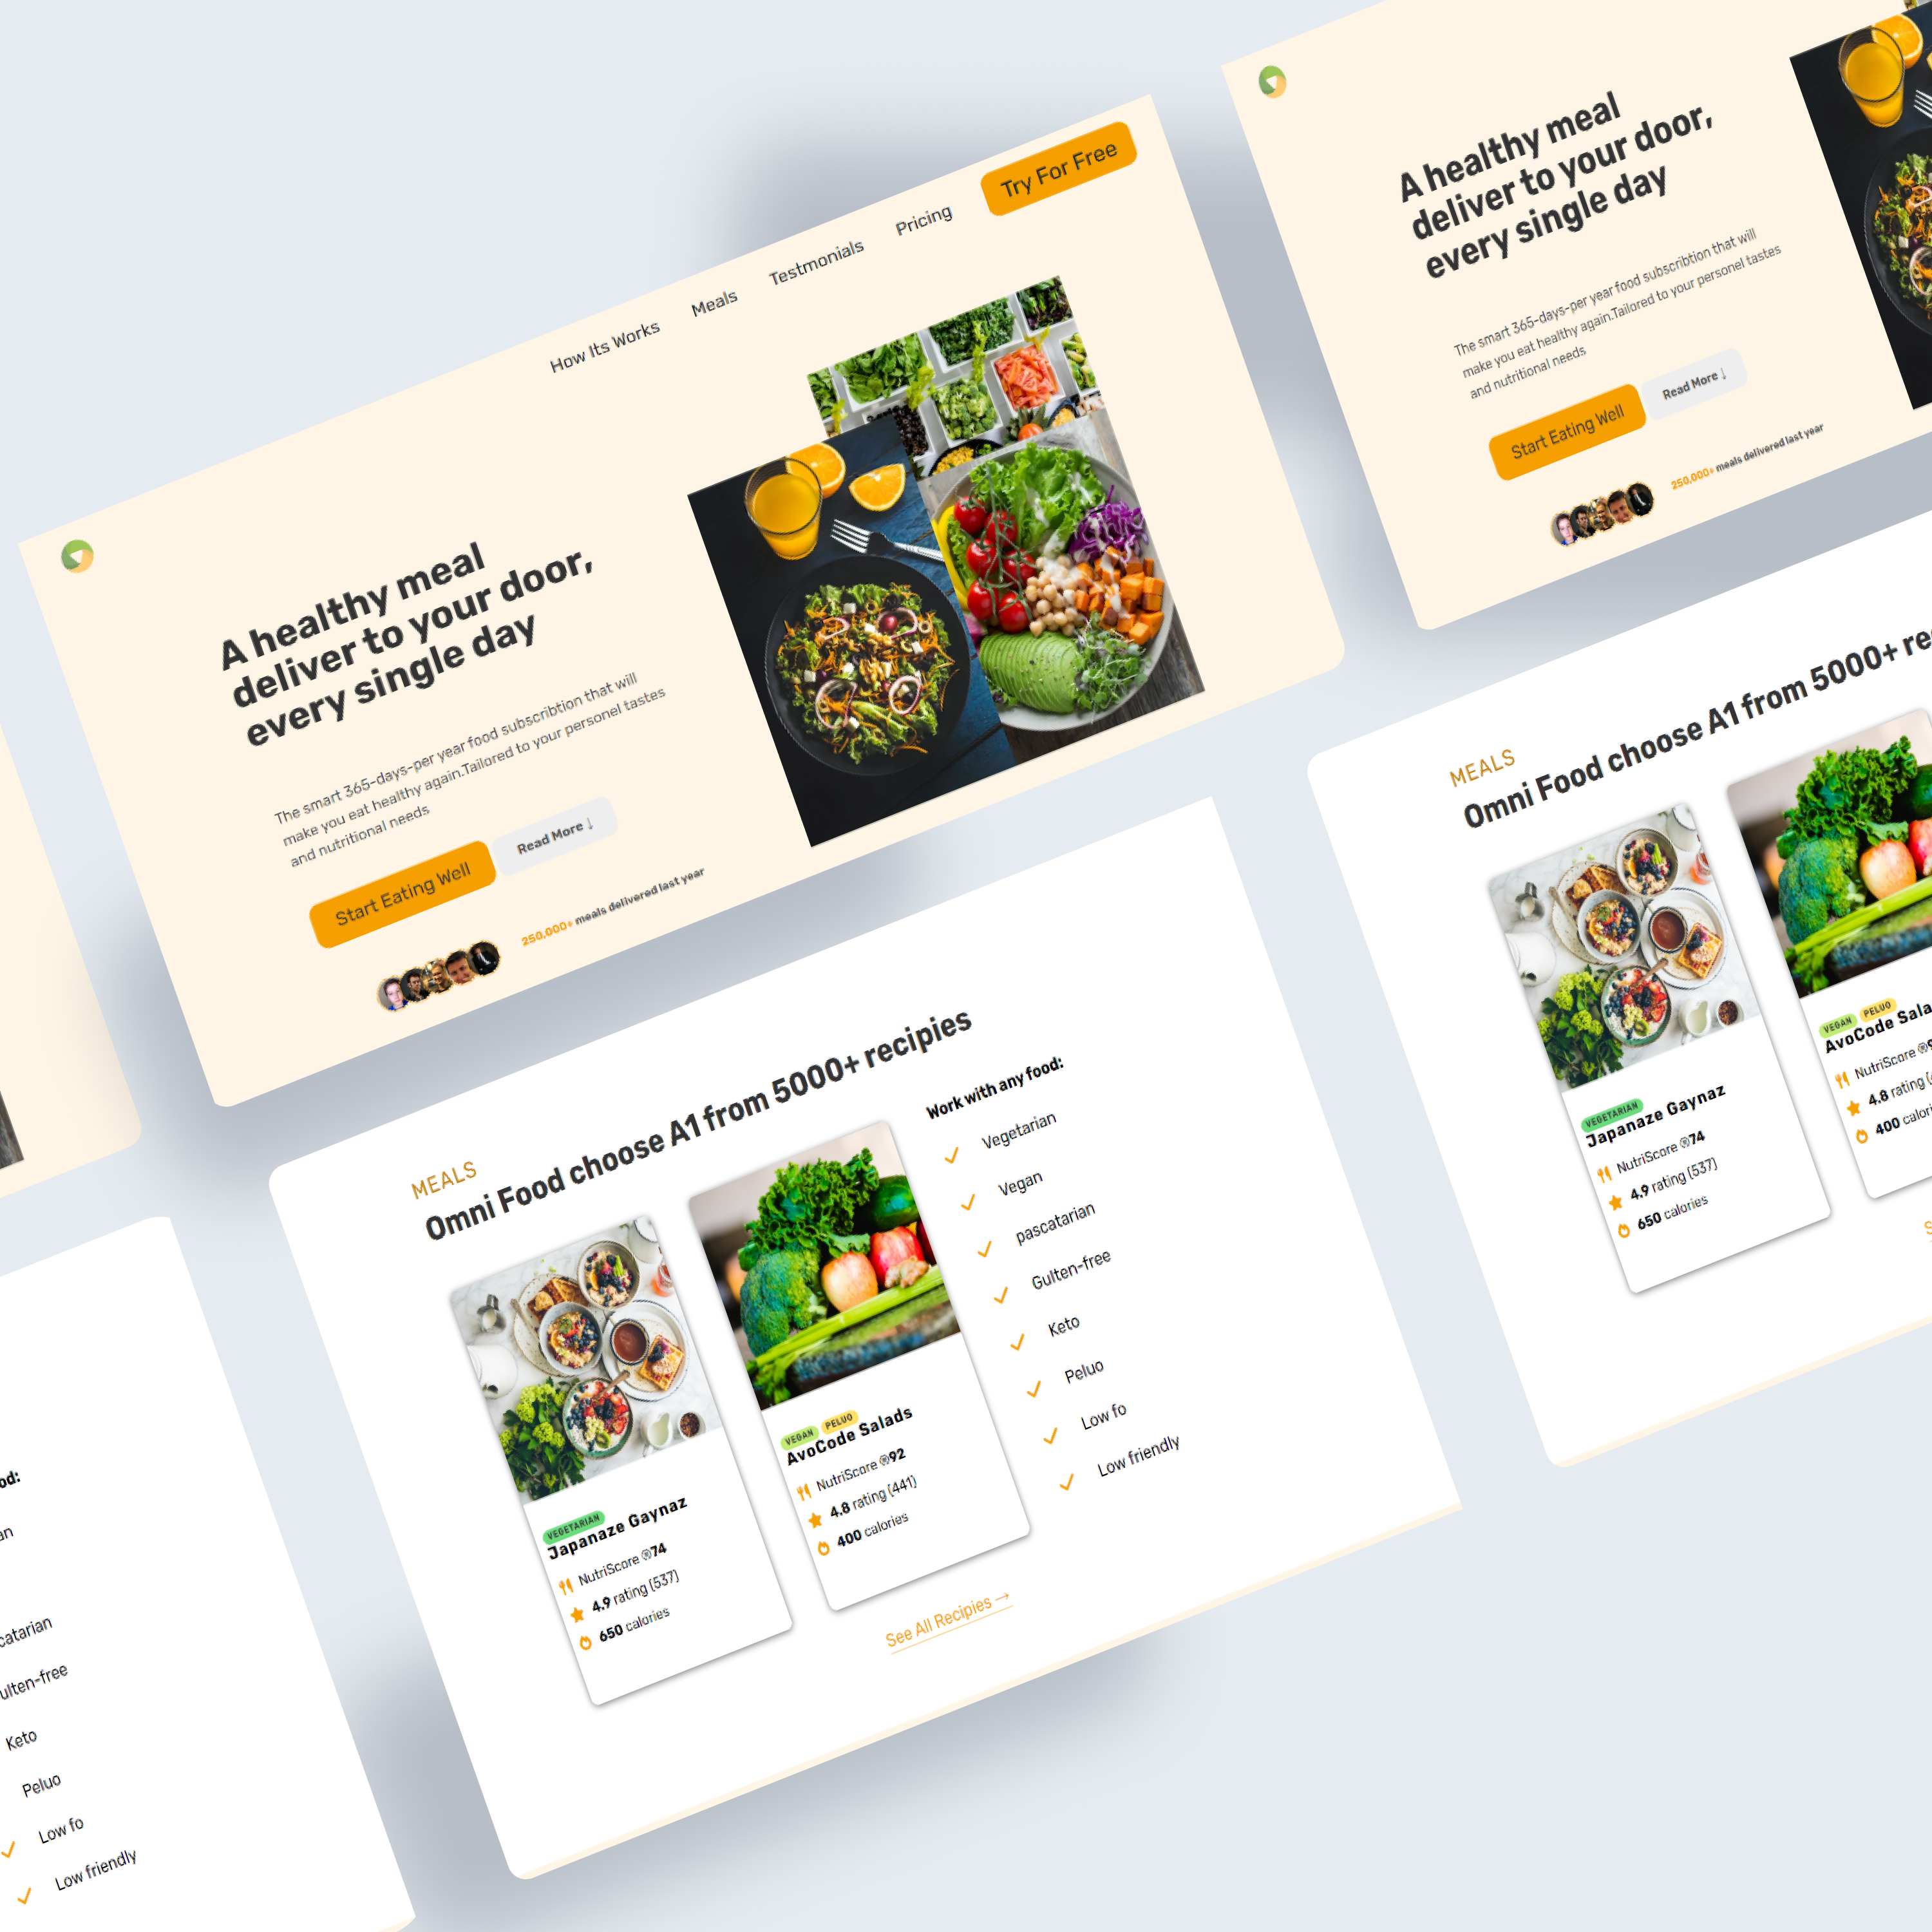 How Its Works
Meals
Testmonials
Pricing
Try For Free
A healthy meal
deliver to your door,
every single day
The smart 365-days-per year food subscribtion that will
make you eat healthy again.Tailored to your personel tastes
and nutritional needs
Start Eating Well
Read More ↓
250,000+ meals delivered last year
A healthy meal
deliver to your door,
every single day
The smart 365-days-per year food subscribtion that will
make you eat healthy again.Tailored to your personel tastes
and nutritional needs
Start Eating Well
Read More ↓
250,000+ meals delivered last year
MEALS
Omni Food choose A1 from 5000+ recipies
VEGETARIAN
Japanaze Gaynaz
NutriScore ®74
4.9 rating (537)
650 calories
VEGAN PELUO
AvoCode Salads
NutriScore ®92
4.8 rating (441)
400 calories
Work with any food:
Vegetarian
Vegan
pascatarian
Gulten-free
Keto
Peluo
Low fo
Low friendly
See All Recipies →
MEALS
Omni Food choose A1 from 5000+ re
VEGETARIAN
Japanaze Gaynaz
NutriScore ®74
4.9 rating (537)
650 calories
VEGAN PELUO
AvoCode Sala
NutriScore ®9
4.8 rating (
400 calori
S
od:
an
catarian
ulten-free
Keto
Peluo
Low fo
Low friendly